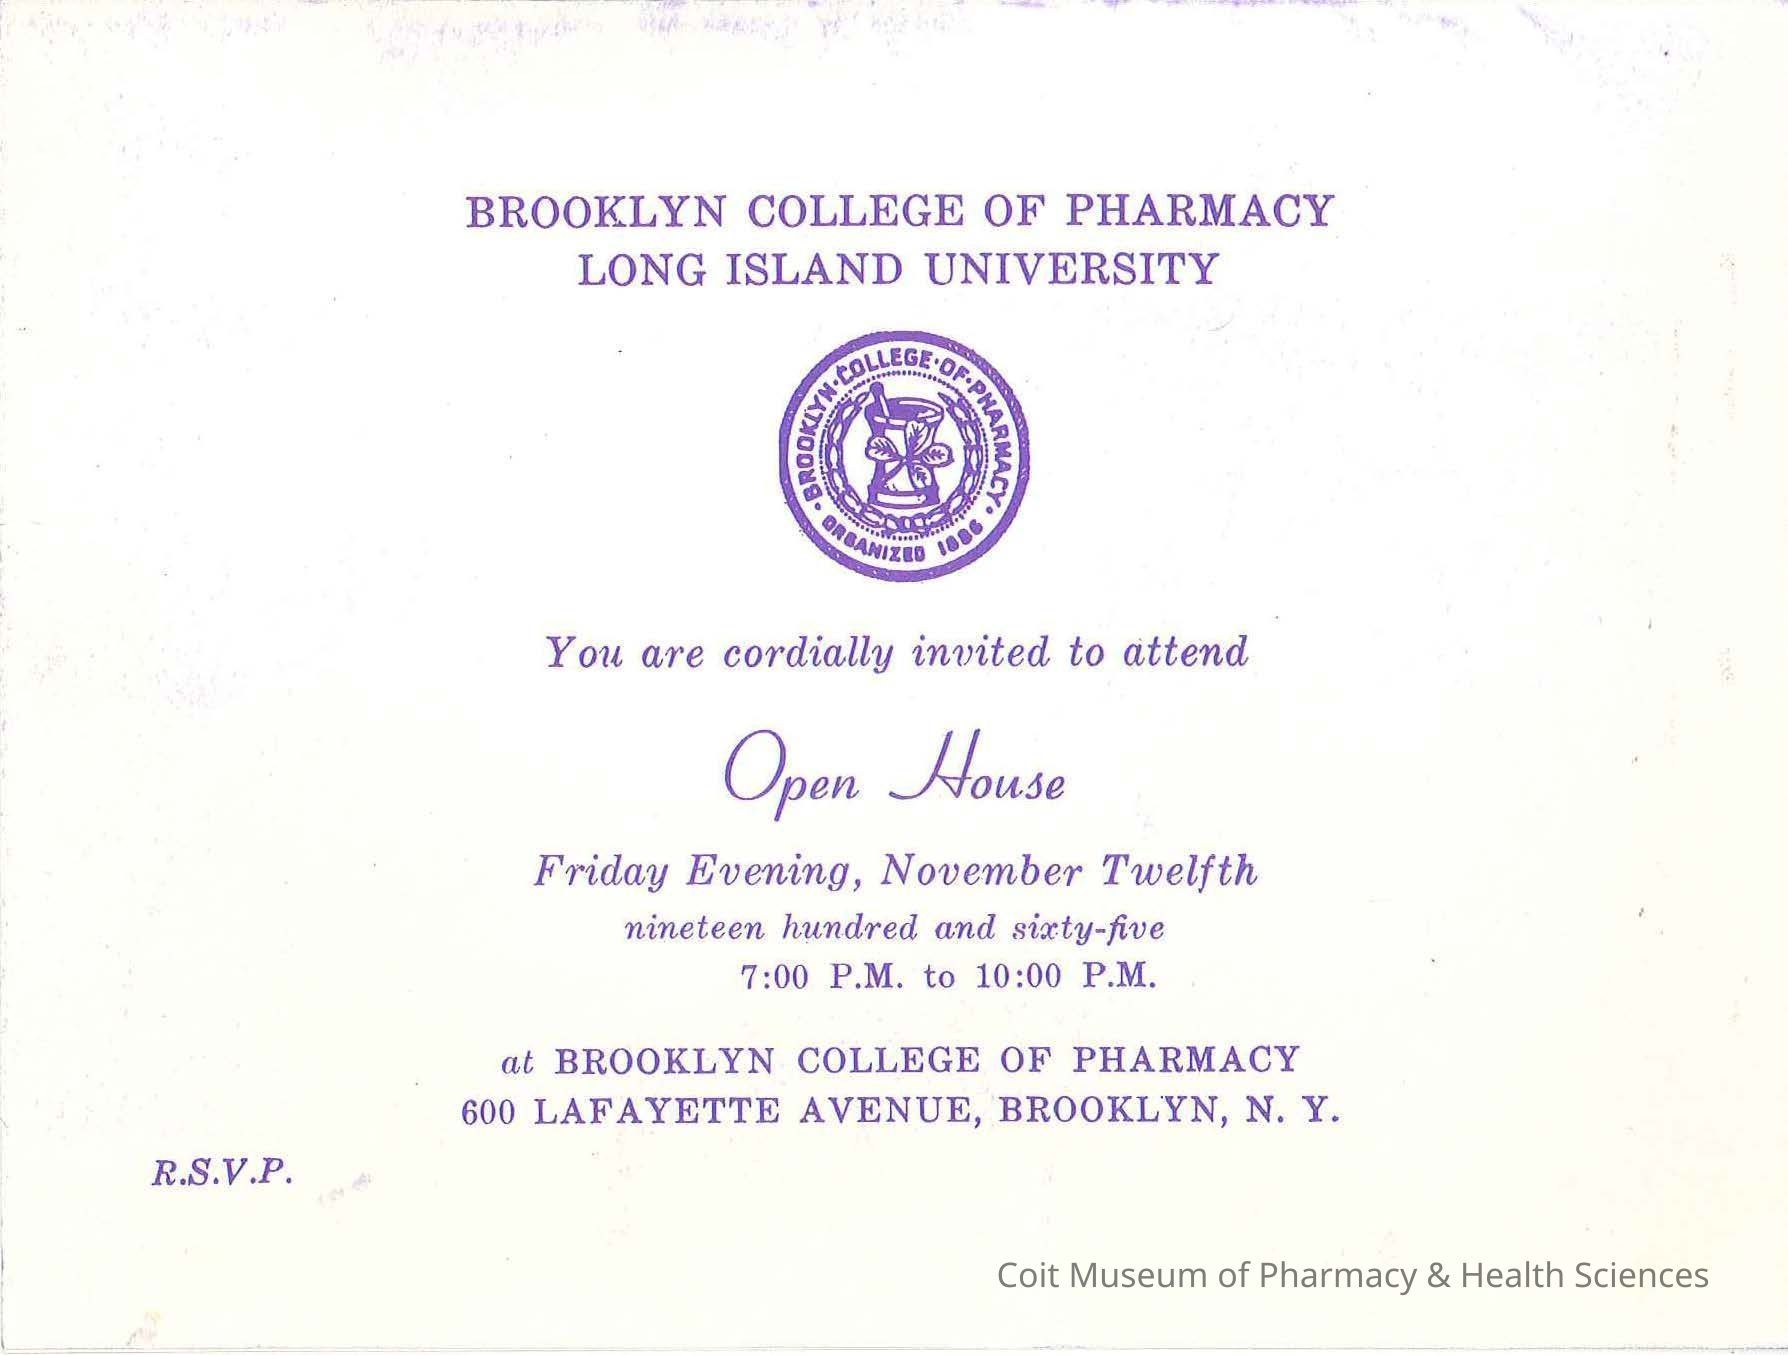 BROOKLYN COLLEGE OF PHARMACY
LONG ISLAND UNIVERSITY
BROOKLYN·COLLEGE·OF·PHARMACY·
ORGANIZED 1886
You are cordially invited to attend
Open House
Friday Evening, November Twelfth
nineteen hundred and sixty-five
7:00 P.M. to 10:00 P.M.
at BROOKLYN COLLEGE OF PHARMACY
600 LAFAYETTE AVENUE, BROOKLYN, N. Y.
R.S.V.P.
Coit Museum of Pharmacy & Health Sciences